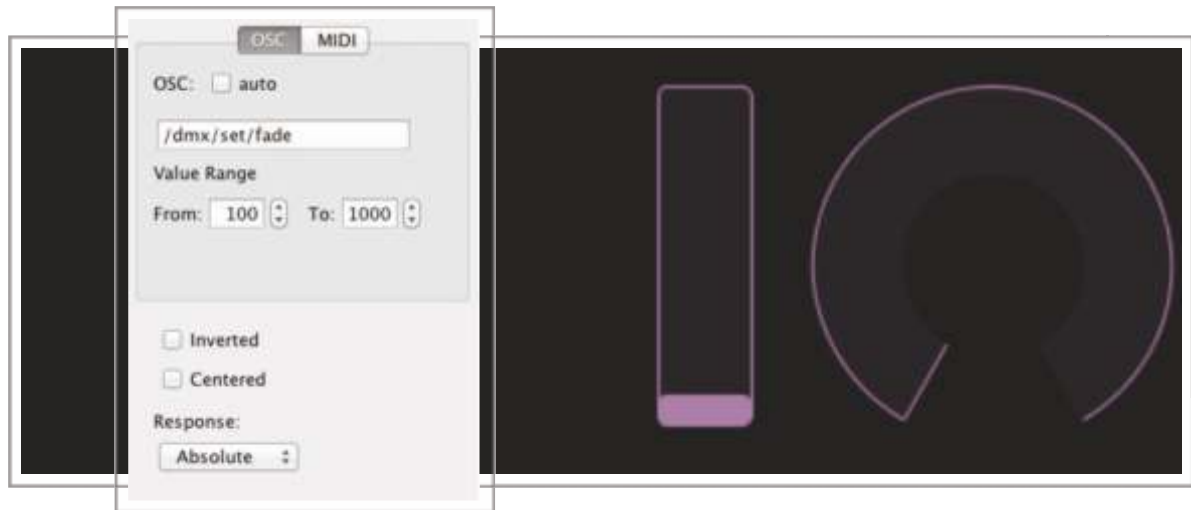 OSC MIDI
OSC: auto
/dmx/set/fade
Value Range
From: 100 To: 1000
Inverted
Centered
Response:
Absolute